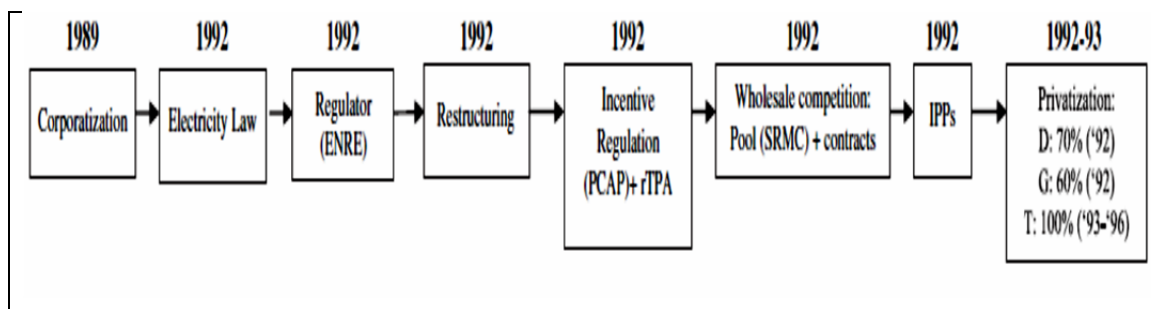 1989
Corporatization
1992
Electricity Law
1992
Regulator
(ENRE)
1992
Restructuring
1992
Incentive
Regulation
(PCAP)+ rTPA
1992
Wholesale competition:
Pool (SRMC) + contracts
1992
IPPs
1992-93
Privatization:
D: 70% (‘92)
G: 60% (‘92)
T: 100% (‘93–‘96)